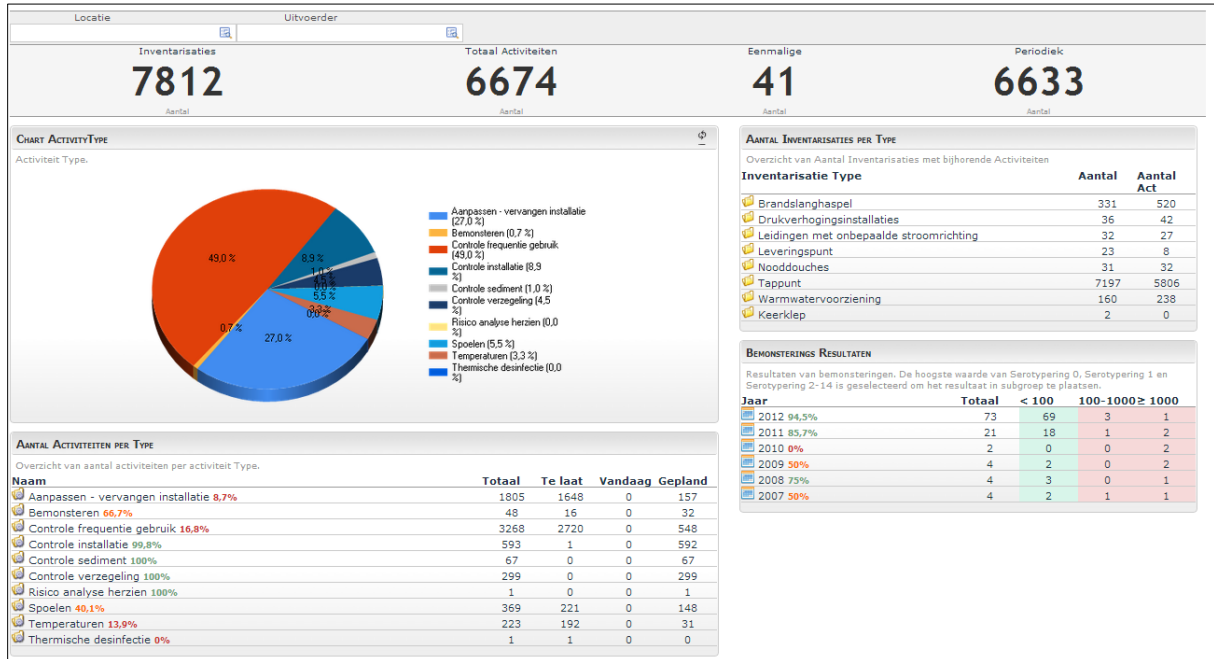 Locatie Uitvoerder
Inventarisaties Totaal Activiteiten Eenmalige Periodiek
7812 6674 41 6633
Aantal Aantal Aantal Aantal
Chart ActivityType
Activiteit Type.
49,0 %
8,9 %
1,0 %
5,5 %
3,3 %
0,0 %
0,7 %
27,0 %
Aanpassen - vervangen installatie
(27,0 %)
Bemonsteren (0,7 %)
Controle frequentie gebruik
(49,0 %)
Controle installatie (8,9
%)
Controle sediment (1,0 %)
Controle verzegeling (4,5
%)
Risico analyse herzien (0,0
%)
Spoelen (5,5 %)
Temperaturen (3,3 %)
Thermische desinfectie (0,0
%)
Aantal Activiteiten per Type
Overzicht van aantal activiteiten per activiteit Type.
Naam Totaal Te laat Vandaag Gepland
Aanpassen - vervangen installatie 8,7% 1805 1648 0 157
Bemonsteren 66,7% 48 16 0 32
Controle frequentie gebruik 16,8% 3268 2720 0 548
Controle installatie 99,8% 593 1 0 592
Controle sediment 100% 67 0 0 67
Controle verzegeling 100% 299 0 0 299
Risico analyse herzien 100% 1 0 0 1
Spoelen 40,1% 369 221 0 148
Temperaturen 13,9% 223 192 0 31
Thermische desinfectie 0% 1 1 0 0
Aantal Inventarisaties per Type
Overzicht van Aantal Inventarisaties met bijhorende Activiteiten
Inventarisatie Type Aantal Aantal
Act
Brandslanghaspel 331 520
Drukverhogingsinstallaties 36 42
Leidingen met onbepaalde stroomrichting 32 27
Leveringspunt 23 8
Nooddouches 31 32
Tappunt 7197 5806
Warmwatervoorziening 160 238
Keerklep 2 0
Bemonsterings Resultaten
Resultaten van bemonsteringen. De hoogste waarde van Serotypering 0, Serotypering 1 en
Serotypering 2-14 is geselecteerd om het resultaat in subgroep te plaatsen.
Jaar Totaal < 100 100-1000 ≥ 1000
2012 94,5% 73 69 3 1
2011 85,7% 21 18 1 2
2010 0% 2 0 0 2
2009 50% 4 2 0 2
2008 75% 4 3 0 1
2007 50% 4 2 1 1